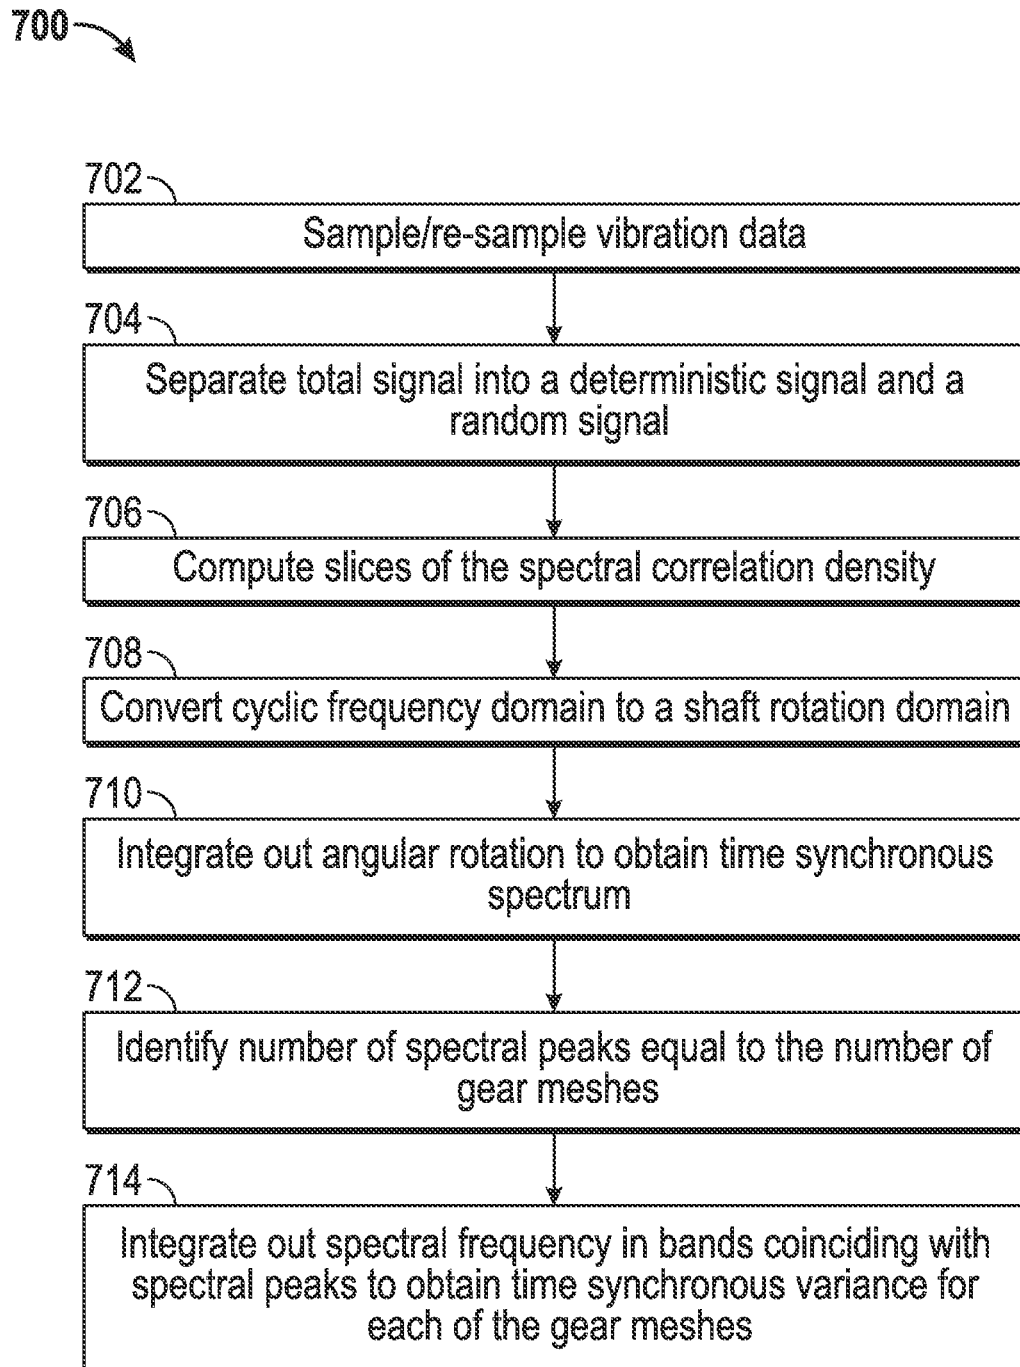 700
702
Sample/re-sample vibration data
704
Separate total signal into a deterministic signal and a
random signal
706
Compute slices of the spectral correlation density
708
Convert cyclic frequency domain to a shaft rotation domain
710
Integrate out angular rotation to obtain time synchronous
spectrum
712
Identify number of spectral peaks equal to the number of
gear meshes
714
Integrate out spectral frequency in bands coinciding with
spectral peaks to obtain time synchronous variance for
each of the gear meshes